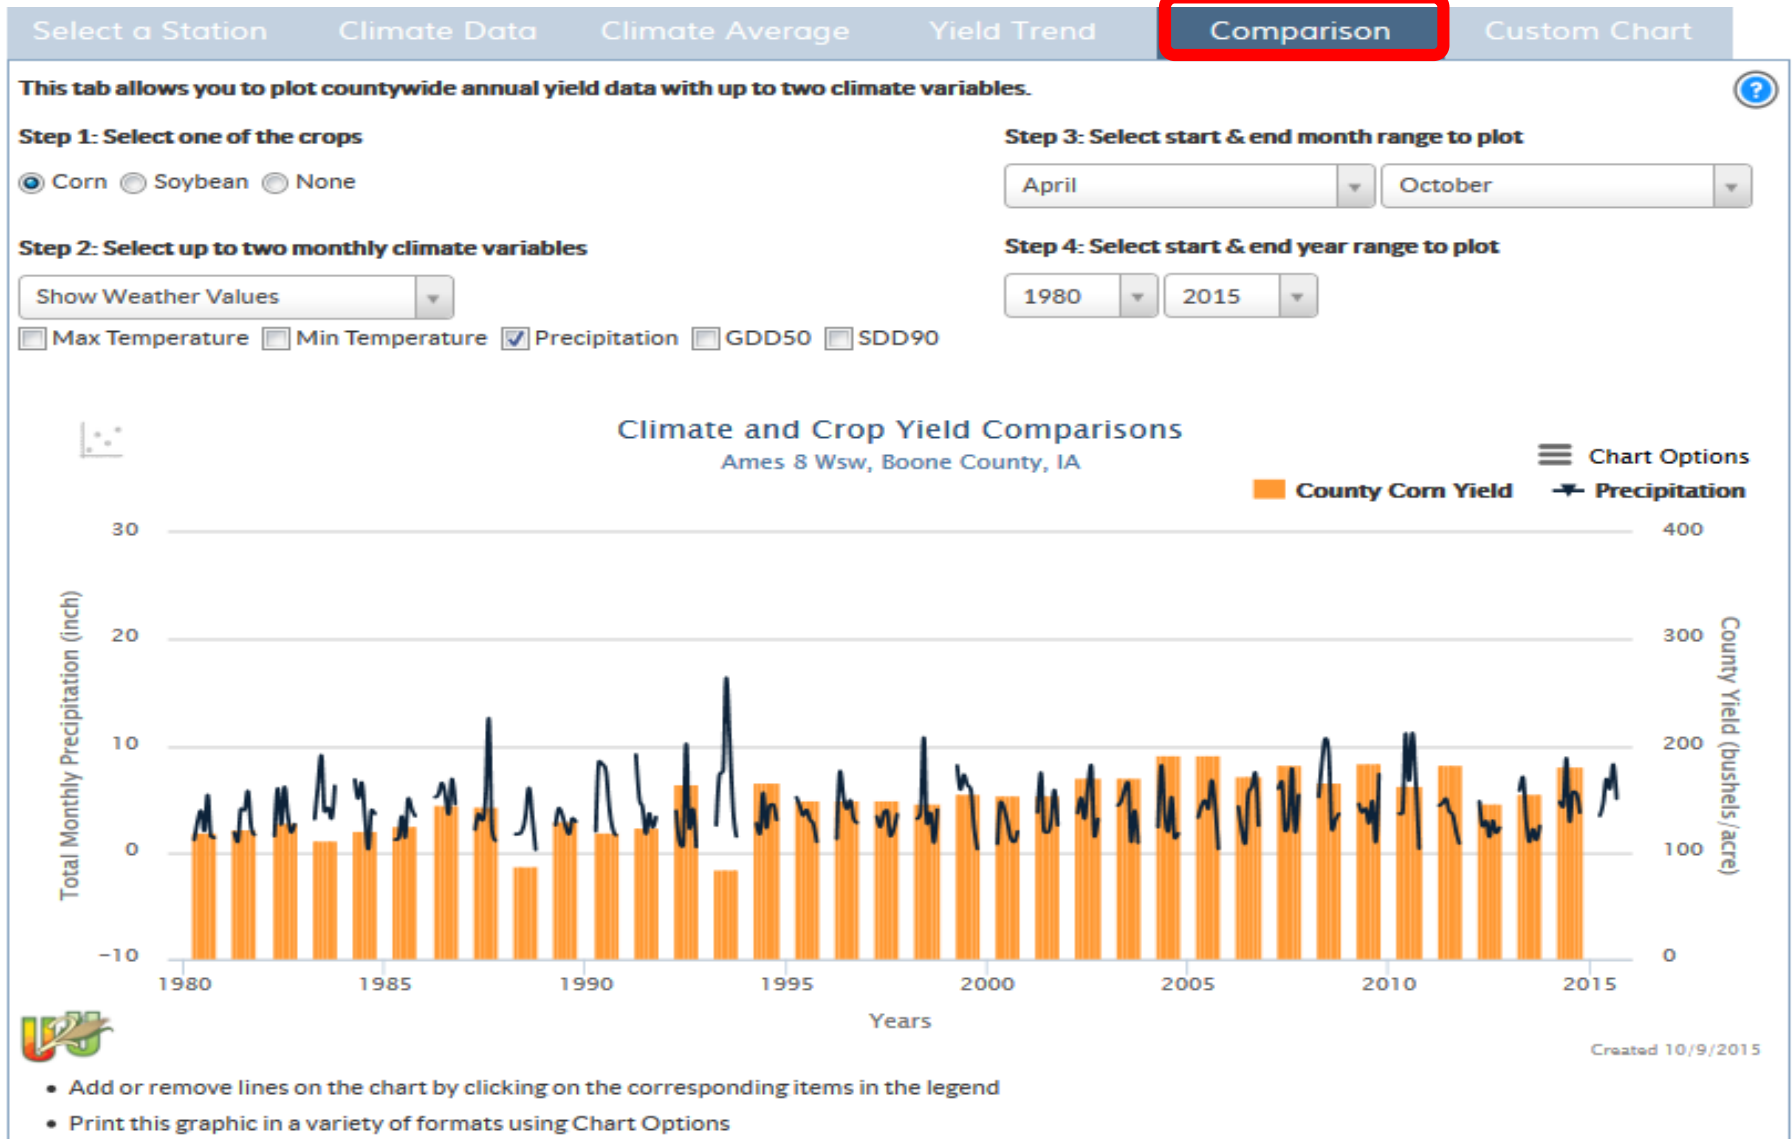 Select a Station Climate Data Climate Average Yield Trend Comparison Custom Chart
This tab allows you to plot countywide annual yield data with up to two climate variables.
?
Step 1: Select one of the crops
Corn Soybean None
Step 3: Select start & end month range to plot
April October
Step 2: Select up to two monthly climate variables
Show Weather Values
Max Temperature Min Temperature Precipitation GDD50 SDD90
Step 4: Select start & end year range to plot
1980 2015
Climate and Crop Yield Comparisons
Ames 8 Wsw, Boone County, IA
Chart Options
County Corn Yield Precipitation
30 400
20 300
10 200
0 100
-10 0
Total Monthly Precipitation (inch)
County Yield (bushels/acre)
1980 1985 1990 1995 2000 2005 2010 2015
Years
U2U
Created 10/9/2015
• Add or remove lines on the chart by clicking on the corresponding items in the legend
• Print this graphic in a variety of formats using Chart Options